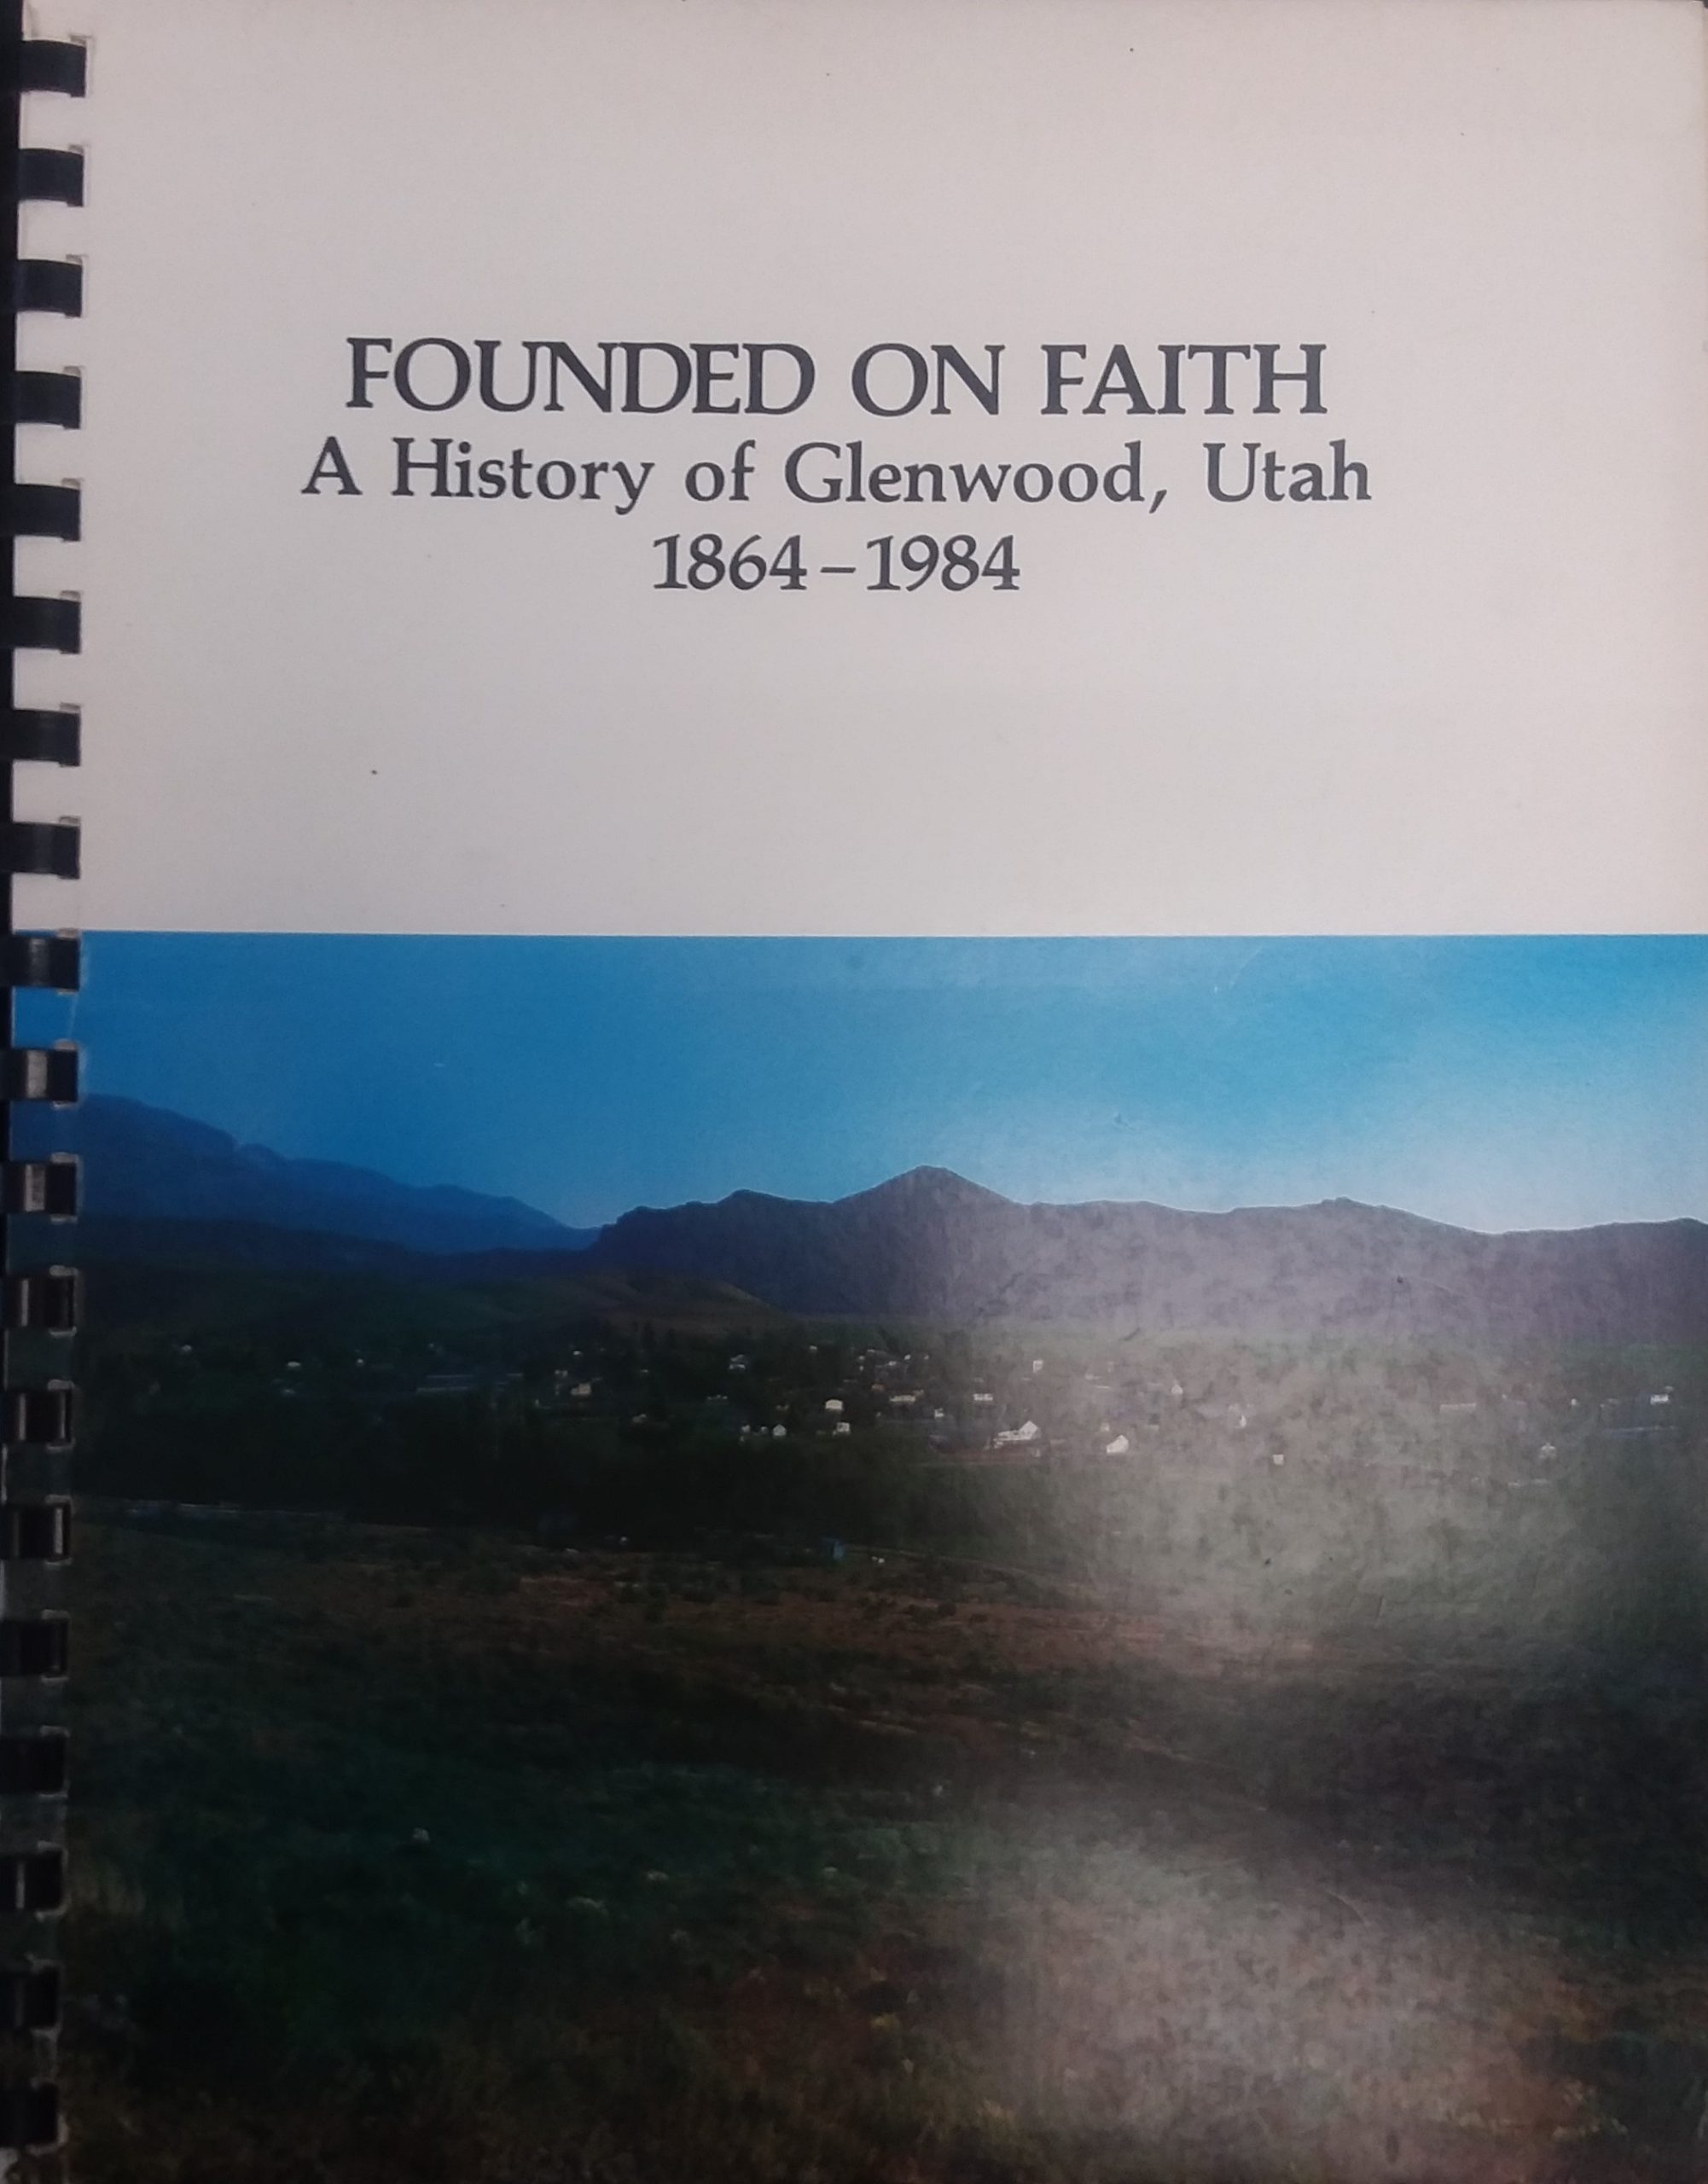 FOUNDED ON FAITH
A History of Glenwood, Utah
1864–1984